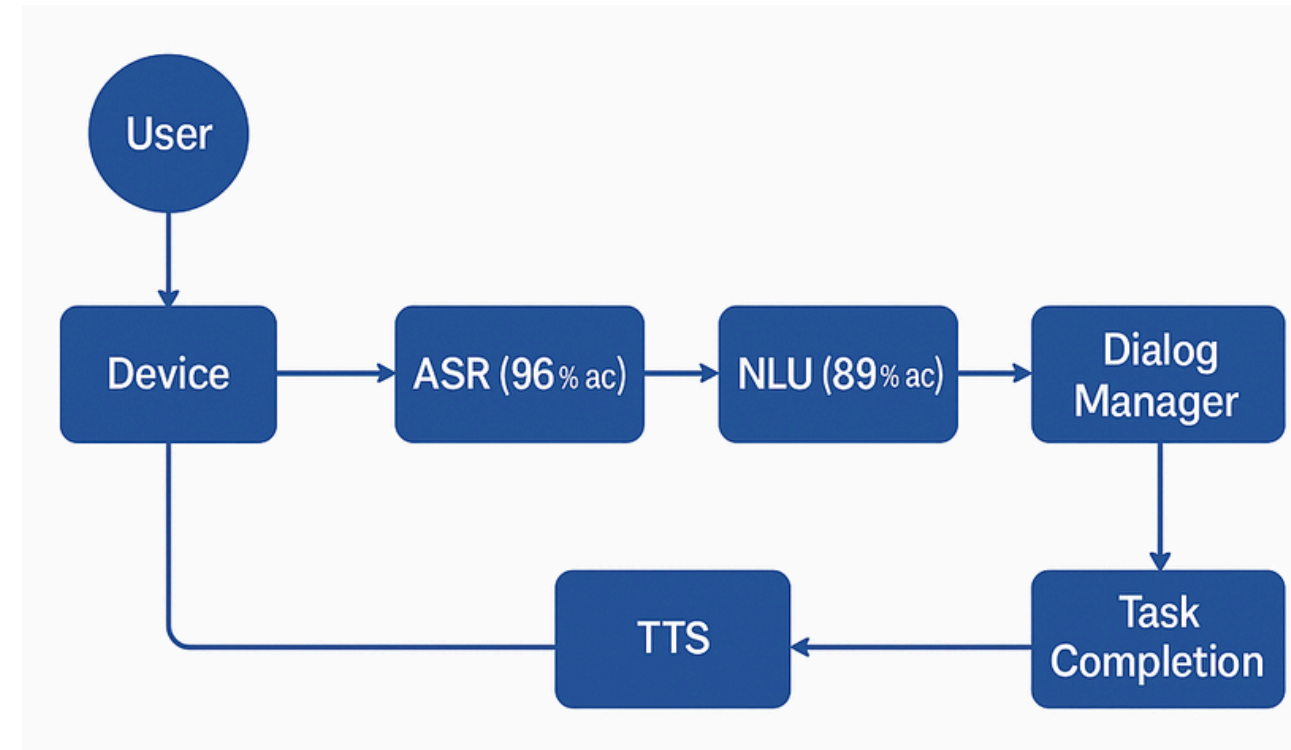 User
Device
ASR (96 % ac)
NLU (89 % ac)
Dialog
Manager
TTS
Task
Completion